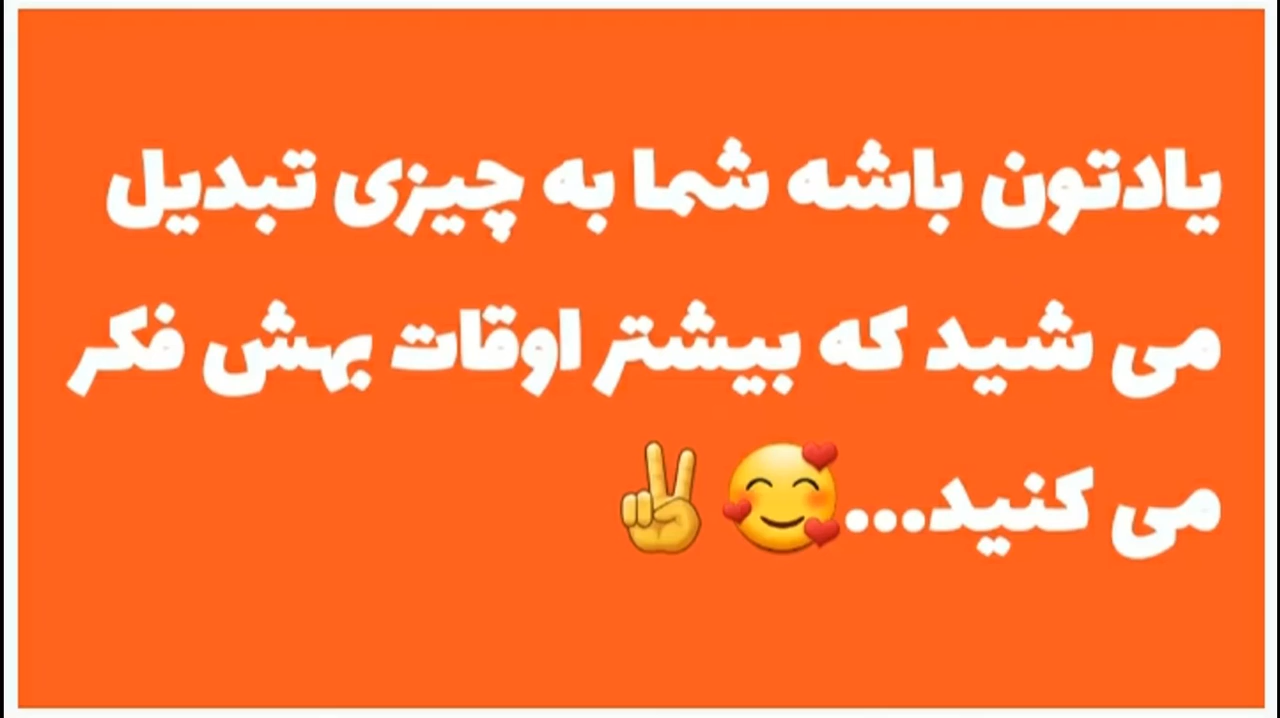 یادتون باشه شما به چیزی تبدیل
می شید که بیشتر اوقات بهش فکر
می کنید...🥰✌️